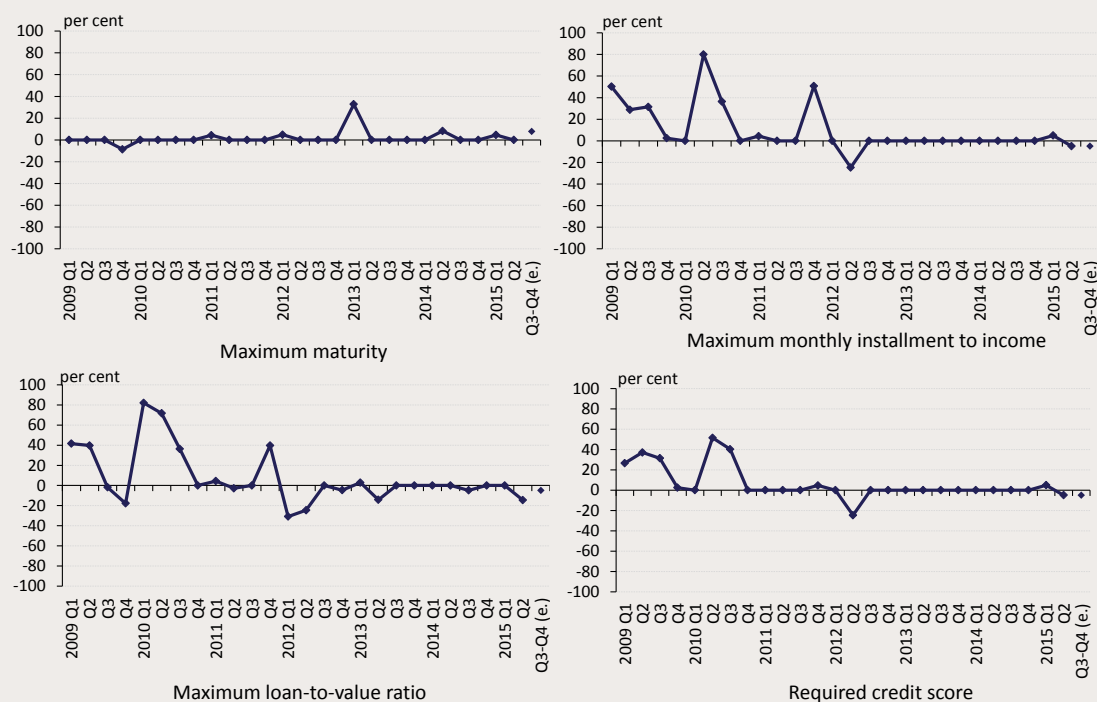 per cent
100
80
60
40
20
0
-20
-40
-60
-80
-100
2009 Q1
Q2
Q3
Q4
2010 Q1
Q2
Q3
Q4
2011 Q1
Q2
Q3
Q4
2012 Q1
Q2
Q3
Q4
2013 Q1
Q2
Q3
Q4
2014 Q1
Q2
Q3
Q4
2015 Q1
Q2
Q3-Q4 (e.)
Maximum maturity
per cent
100
80
60
40
20
0
-20
-40
-60
-80
-100
2009 Q1
Q2
Q3
Q4
2010 Q1
Q2
Q3
Q4
2011 Q1
Q2
Q3
Q4
2012 Q1
Q2
Q3
Q4
2013 Q1
Q2
Q3
Q4
2014 Q1
Q2
Q3
Q4
2015 Q1
Q2
Q3-Q4 (e.)
Maximum monthly installment to income
per cent
100
80
60
40
20
0
-20
-40
-60
-80
-100
2009 Q1
Q2
Q3
Q4
2010 Q1
Q2
Q3
Q4
2011 Q1
Q2
Q3
Q4
2012 Q1
Q2
Q3
Q4
2013 Q1
Q2
Q3
Q4
2014 Q1
Q2
Q3
Q4
2015 Q1
Q2
Q3-Q4 (e.)
Maximum loan-to-value ratio
per cent
100
80
60
40
20
0
-20
-40
-60
-80
-100
2009 Q1
Q2
Q3
Q4
2010 Q1
Q2
Q3
Q4
2011 Q1
Q2
Q3
Q4
2012 Q1
Q2
Q3
Q4
2013 Q1
Q2
Q3
Q4
2014 Q1
Q2
Q3
Q4
2015 Q1
Q2
Q3-Q4 (e.)
Required credit score